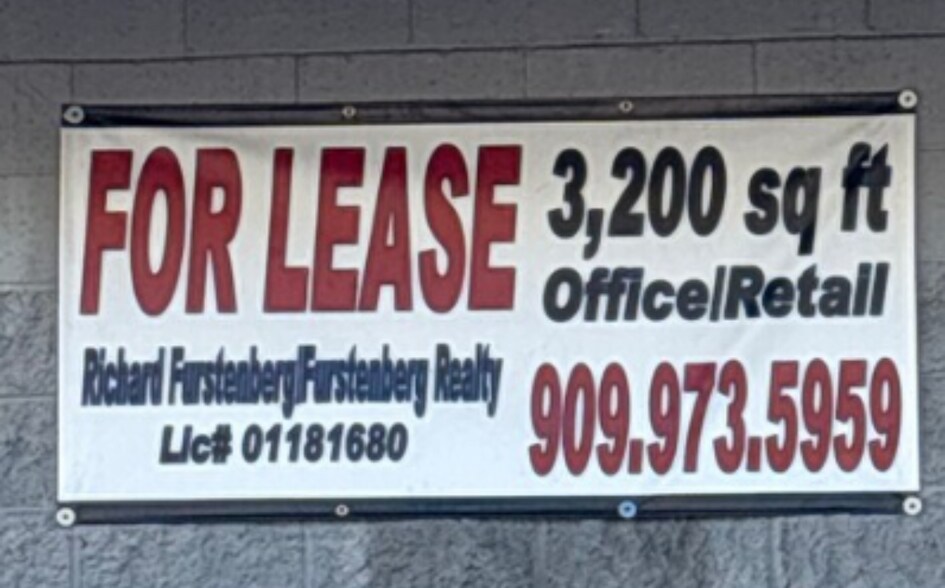 FOR LEASE
Richard Furstenberg/Furstenberg Realty
Lic# 01181680
3,200 sq ft
Office/Retail
909.973.5959